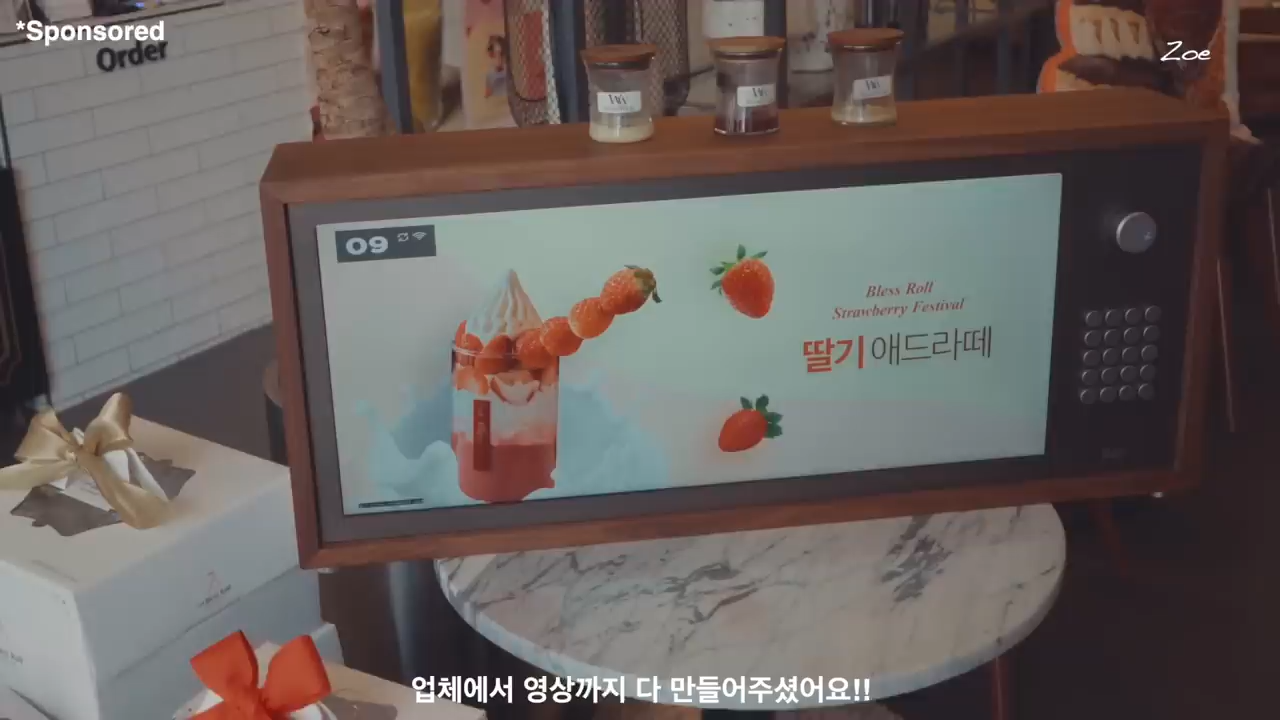 *Sponsored
Order
Zoe
09
Bless Roll
Strawberry Festival
딸기 애드라떼
업체에서 영상까지 다 만들어주셨어요!!